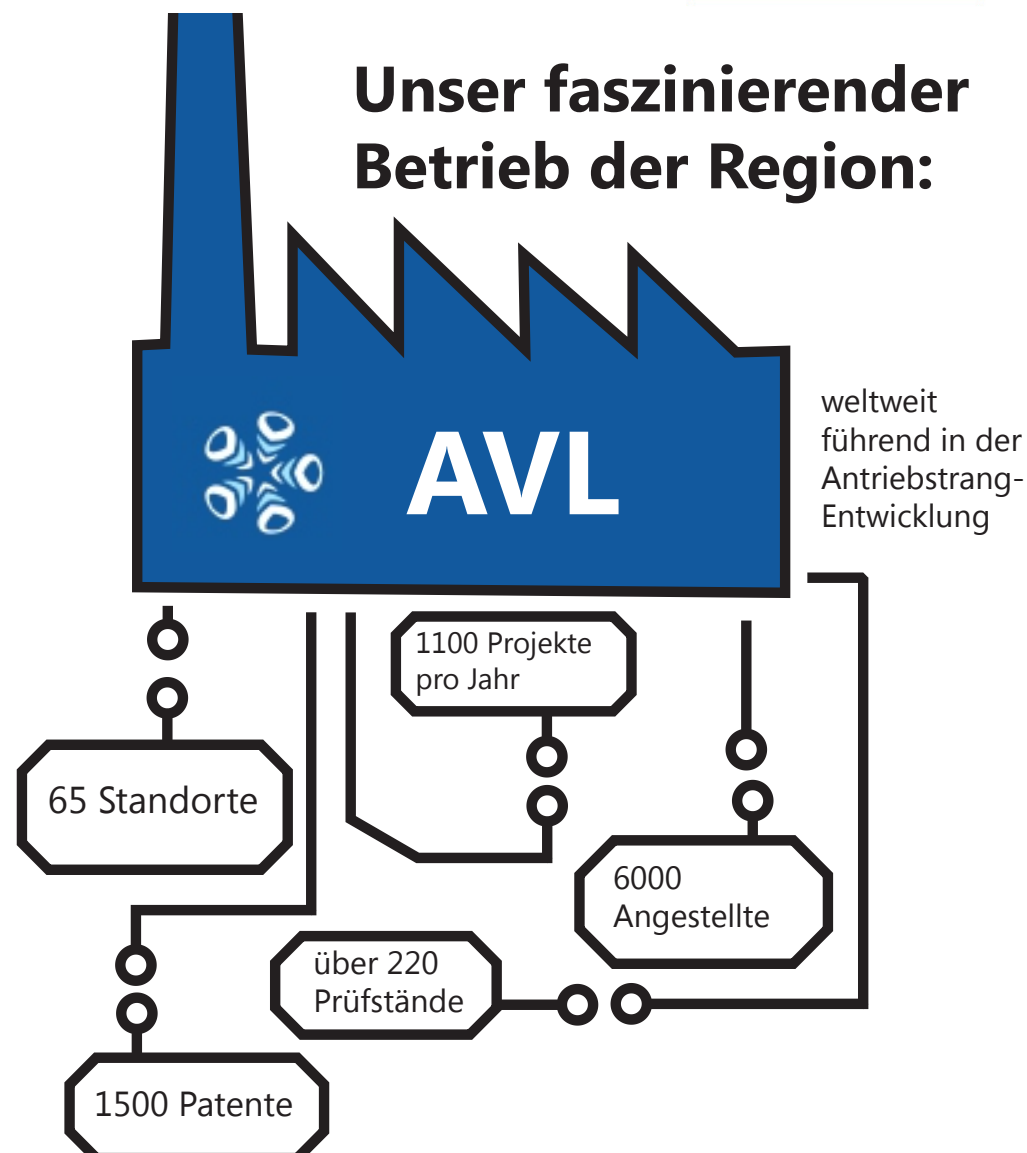 Unser faszinierender
Betrieb der Region:
AVL
weltweit
führend in der
Antriebstrang-
Entwicklung
1100 Projekte
pro Jahr
65 Standorte
6000
Angestellte
über 220
Prüfstände
1500 Patente